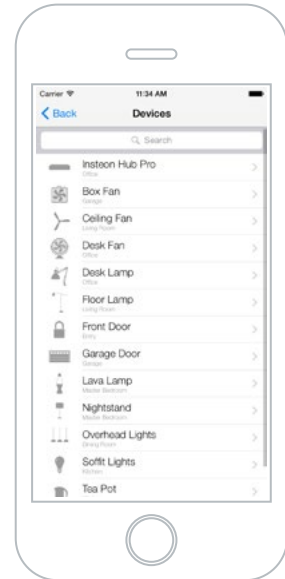 Carrier 11:34 AM
Back Devices
Search
Insteon Hub Pro
Office
Box Fan
Garage
Ceiling Fan
Living Room
Desk Fan
Office
Desk Lamp
Office
Floor Lamp
Living Room
Front Door
Entry
Garage Door
Garage
Lava Lamp
Master Bedroom
Nightstand
Master Bedroom
Overhead Lights
Dining Room
Soffit Lights
Kitchen
Tea Pot